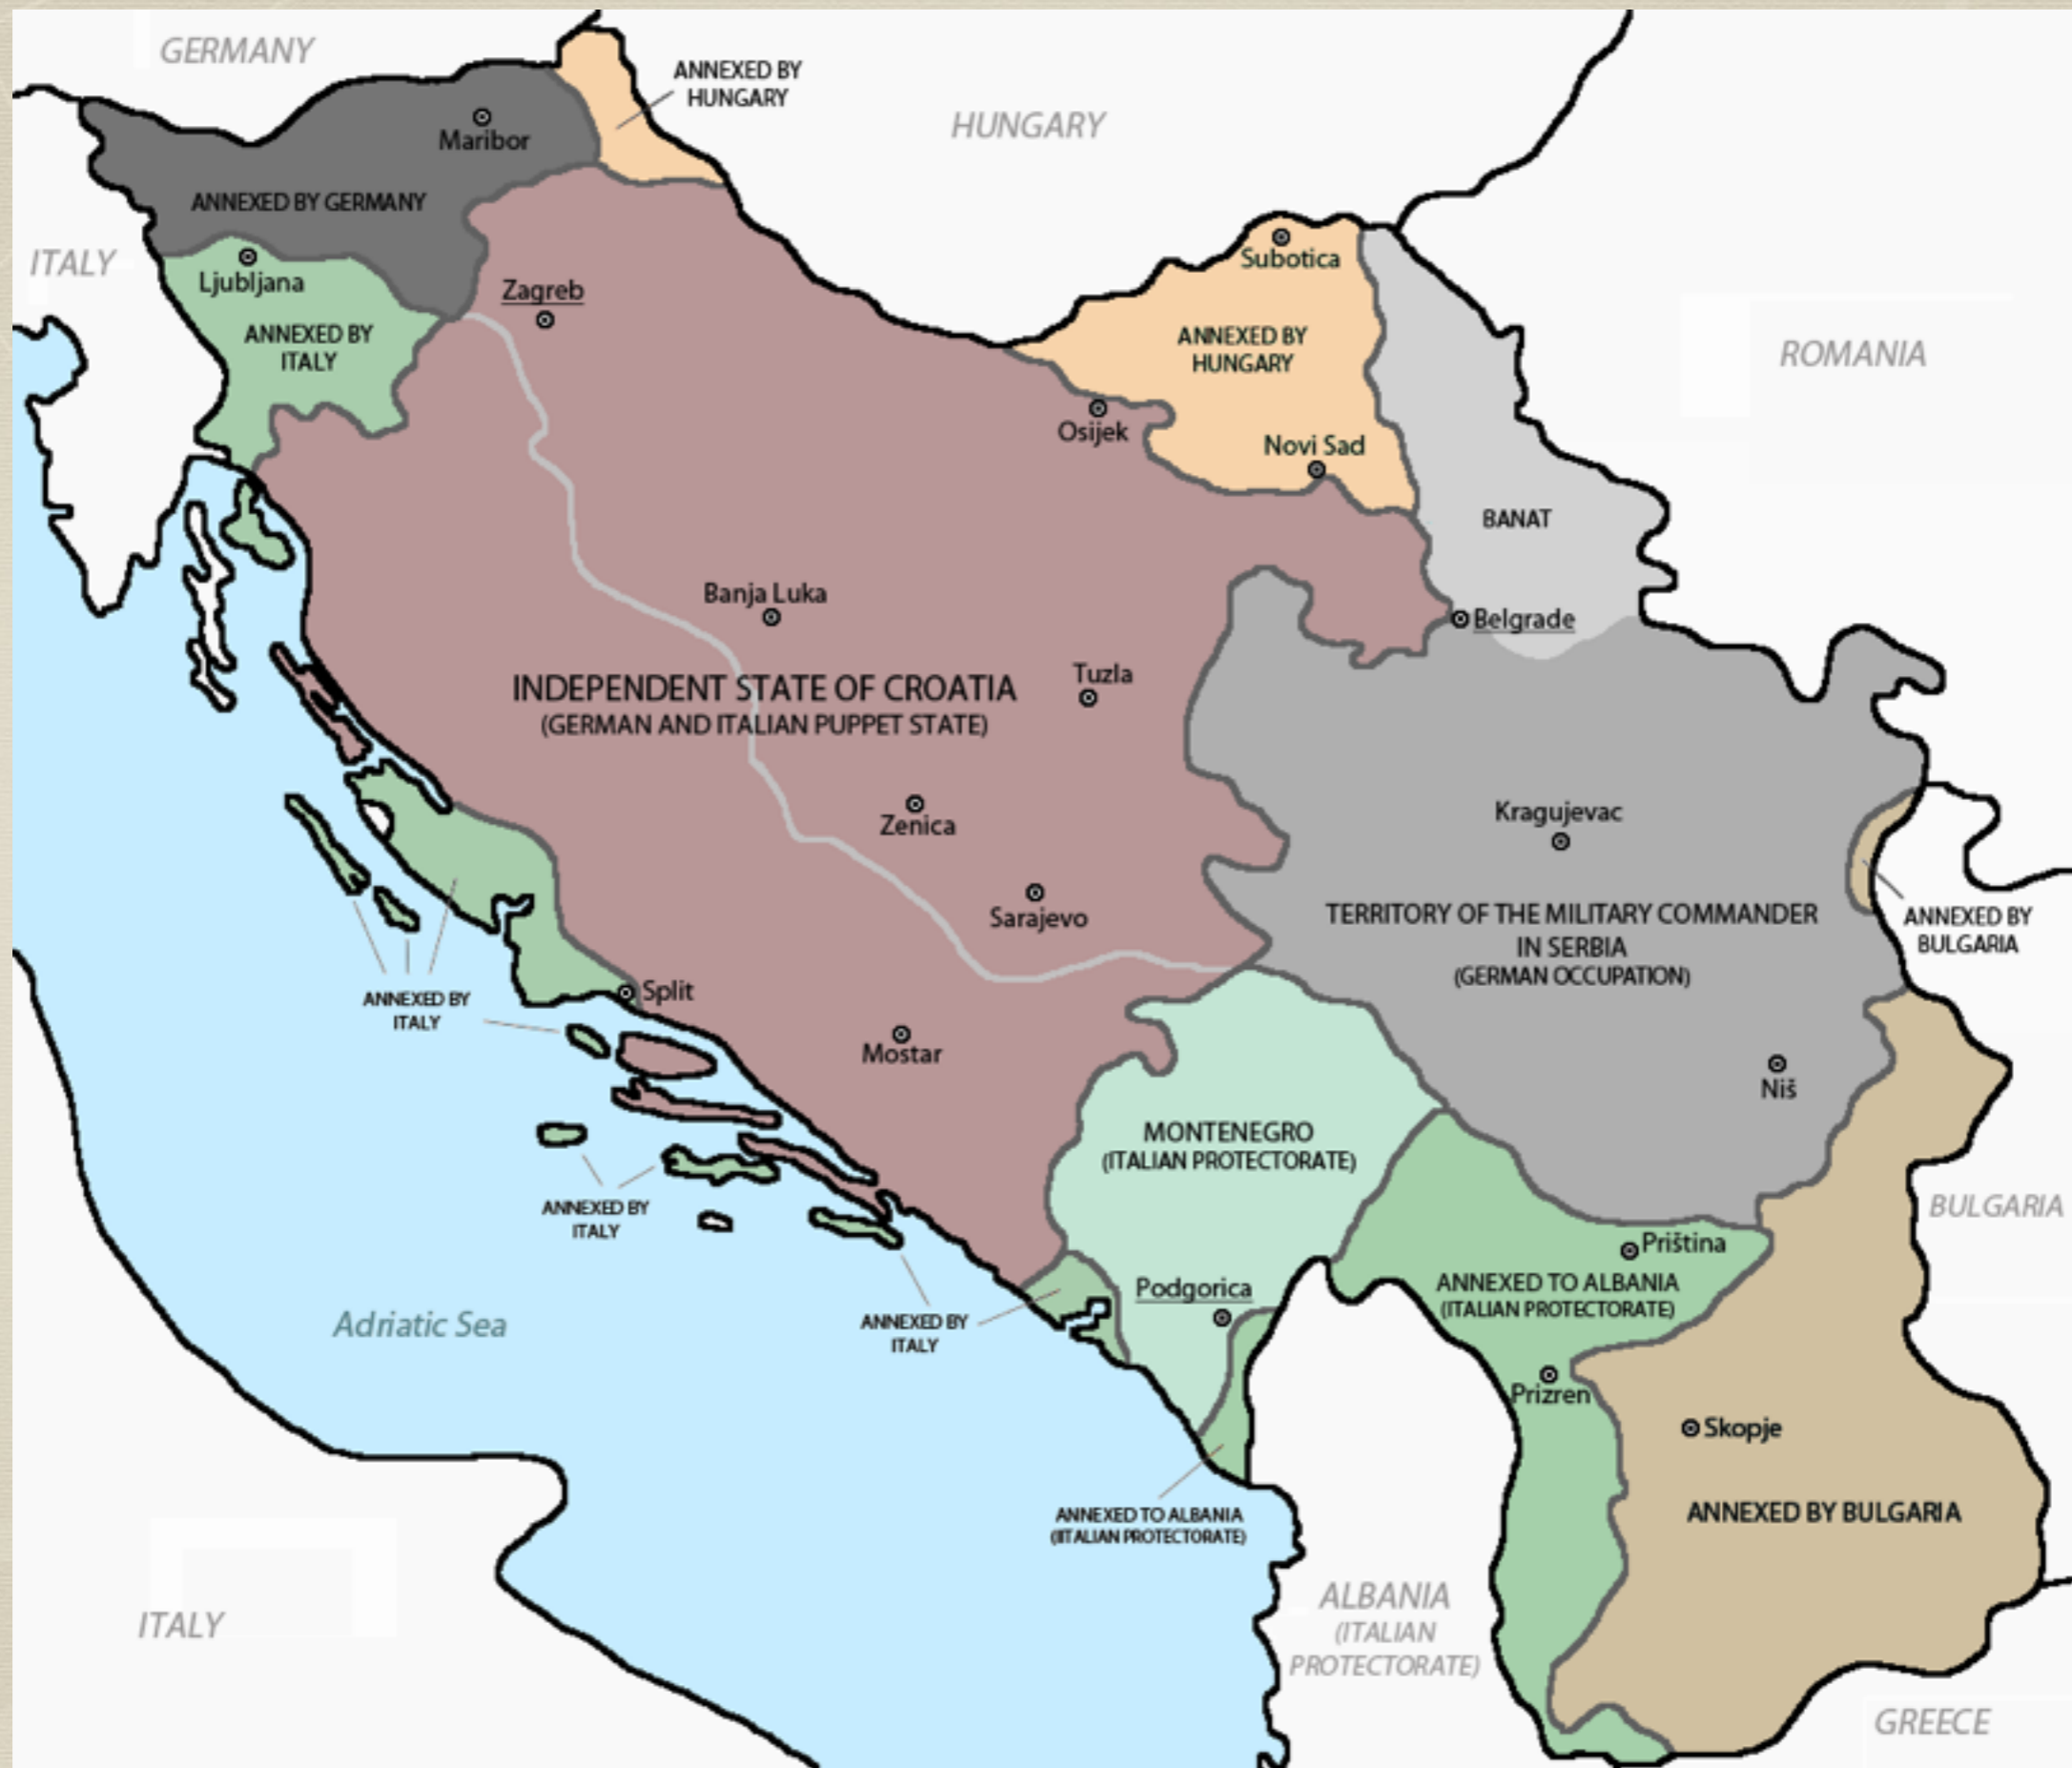 GERMANY
ANNEXED BY
HUNGARY
HUNGARY
Maribor
ANNEXED BY GERMANY
ITALY
Ljubljana
ANNEXED BY
ITALY
Zagreb
Subotica
ANNEXED BY
HUNGARY
ROMANIA
Osijek
Novi Sad
BANAT
Banja Luka
Belgrade
Tuzla
INDEPENDENT STATE OF CROATIA
(GERMAN AND ITALIAN PUPPET STATE)
Zenica
Kragujevac
Sarajevo
TERRITORY OF THE MILITARY COMMANDER
IN SERBIA
(GERMAN OCCUPATION)
ANNEXED BY
BULGARIA
ANNEXED BY
ITALY
Split
Mostar
Niš
MONTENEGRO
(ITALIAN PROTECTORATE)
ANNEXED BY
ITALY
BULGARIA
Priština
ANNEXED TO ALBANIA
(ITALIAN PROTECTORATE)
Podgorica
Adriatic Sea
ANNEXED BY
ITALY
Prizren
Skopje
ANNEXED TO ALBANIA
(IITALIAN PROTECTORATE)
ANNEXED BY BULGARIA
ITALY
ALBANIA
(ITALIAN
PROTECTORATE)
GREECE